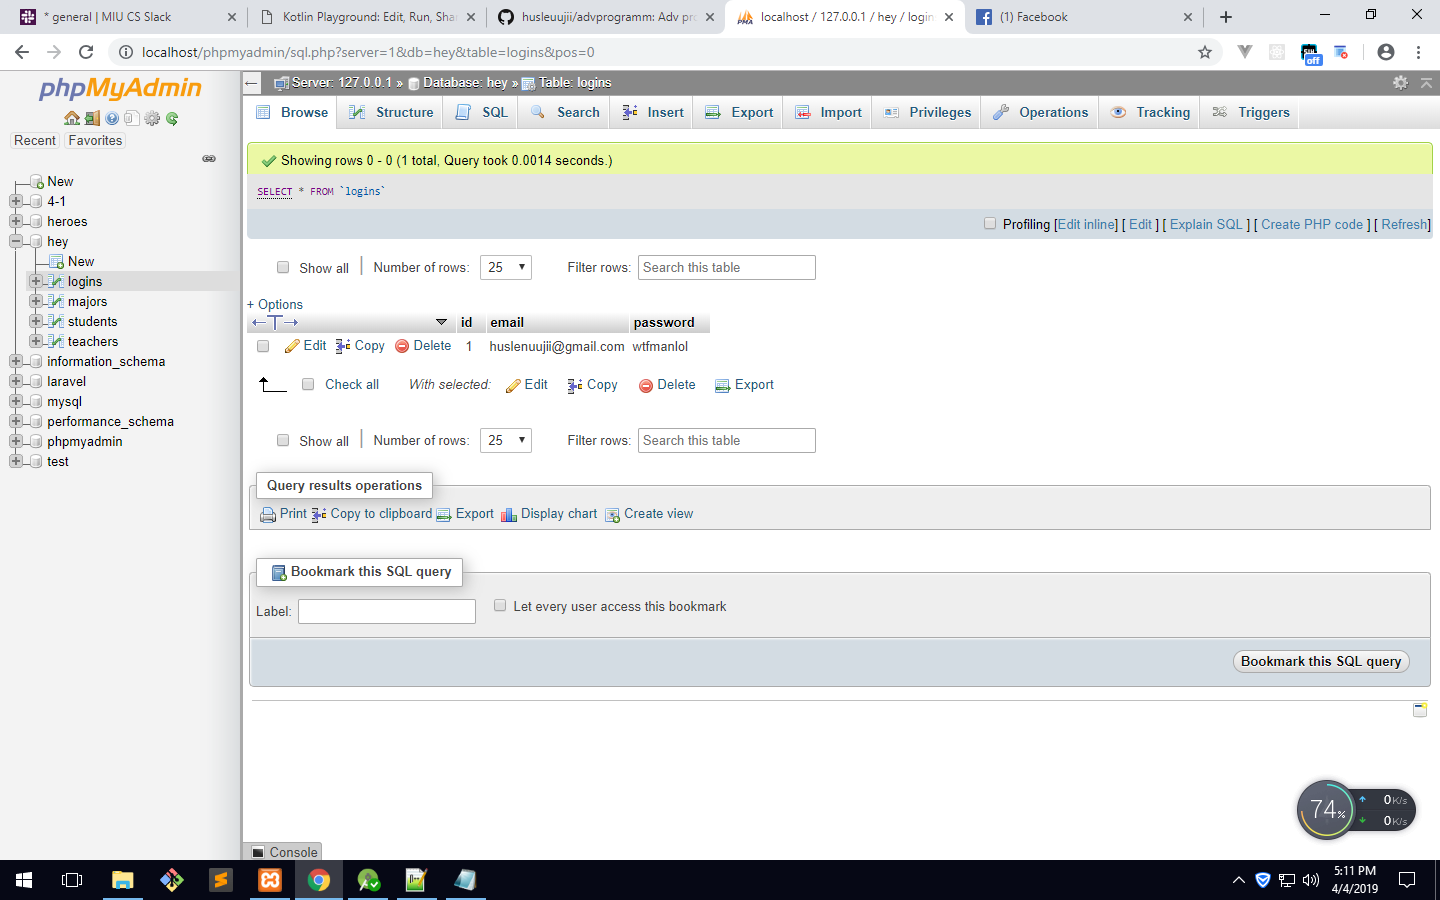 * general | MIU CS Slack
Kotlin Playground: Edit, Run, Shar
husleuujii/advprogramm: Adv pro
localhost / 127.0.0.1 / hey / login
(1) Facebook
localhost/phpmyadmin/sql.php?server=1&db=hey&table=logins&pos=0
off
phpMyAdmin
Recent
Favorites
New
4-1
heroes
hey
New
logins
majors
students
teachers
information_schema
laravel
mysql
performance_schema
phpmyadmin
test
Server: 127.0.0.1 » Database: hey » Table: logins
Browse
Structure
SQL
Search
Insert
Export
Import
Privileges
Operations
Tracking
Triggers
Showing rows 0 - 0 (1 total, Query took 0.0014 seconds.)
SELECT * FROM `logins`
Profiling [Edit inline] [ Edit ] [ Explain SQL ] [ Create PHP code ] [ Refresh]
Show all | Number of rows: 25 Filter rows: Search this table
+ Options
←T→ id email password
Edit Copy Delete 1 huslenuujii@gmail.com wtfmanlol
Check all With selected: Edit Copy Delete Export
Show all | Number of rows: 25 Filter rows: Search this table
Query results operations
Print Copy to clipboard Export Display chart Create view
Bookmark this SQL query
Label: Let every user access this bookmark
Bookmark this SQL query
74%
0K/s
0K/s
Console
5:11 PM
4/4/2019